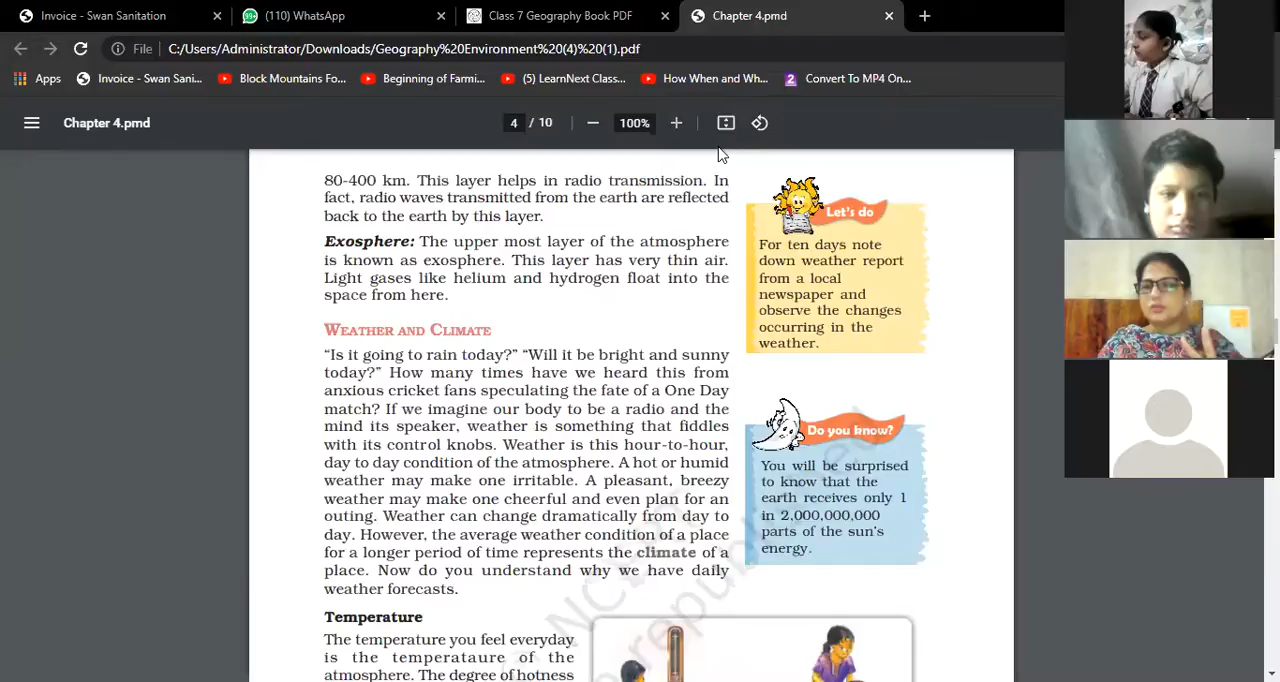 Invoice - Swan Sanitation
(110) WhatsApp
Class 7 Geography Book PDF
Chapter 4.pmd
File
C:/Users/Administrator/Downloads/Geography%20Environment%20(4)%20(1).pdf
Apps
Invoice - Swan Sani...
Block Mountains Fo...
Beginning of Farmi...
(5) LearnNext Class...
How When and Wh...
Convert To MP4 On...
Chapter 4.pmd
4 / 10
100%
80-400 km. This layer helps in radio transmission. In
fact, radio waves transmitted from the earth are reflected
back to the earth by this layer.
Exosphere: The upper most layer of the atmosphere
is known as exosphere. This layer has very thin air.
Light gases like helium and hydrogen float into the
space from here.
WEATHER AND CLIMATE
“Is it going to rain today?” “Will it be bright and sunny
today?” How many times have we heard this from
anxious cricket fans speculating the fate of a One Day
match? If we imagine our body to be a radio and the
mind its speaker, weather is something that fiddles
with its control knobs. Weather is this hour-to-hour,
day to day condition of the atmosphere. A hot or humid
weather may make one irritable. A pleasant, breezy
weather may make one cheerful and even plan for an
outing. Weather can change dramatically from day to
day. However, the average weather condition of a place
for a longer period of time represents the climate of a
place. Now do you understand why we have daily
weather forecasts.
Temperature
The temperature you feel everyday
is the temperataure of the
atmosphere. The degree of hotness
Let's do
For ten days note
down weather report
from a local
newspaper and
observe the changes
occurring in the
weather.
Do you know?
You will be surprised
to know that the
earth receives only 1
in 2,000,000,000
parts of the sun's
energy.